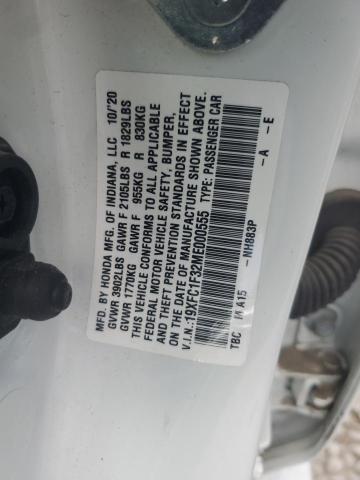 MFD. BY HONDA MFG. OF INDIANA, LLC 10/'20
GVWR 3902LBS GAWR F 2105LBS R 1829LBS
GVWR 1770KG GAWR F 955KG R 830KG
THIS VEHICLE CONFORMS TO ALL APPLICABLE
FEDERAL MOTOR VEHICLE SAFETY, BUMPER,
AND THEFT PREVENTION STANDARDS IN EFFECT
ON THE DATE OF MANUFACTURE SHOWN ABOVE.
V.I.N.:19XFC1F32ME000555 TYPE: PASSENGER CAR
TBC A15 -NH883P -A -E